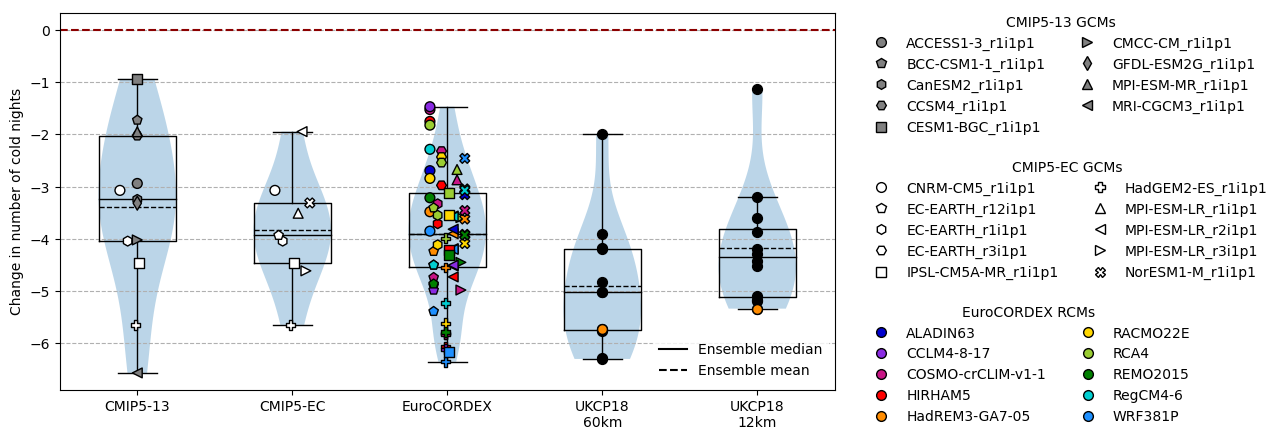 Change in number of cold nights
0
−1
−2
−3
−4
−5
−6
CMIP5-13
CMIP5-EC
EuroCORDEX
UKCP18
60km
UKCP18
12km
Ensemble median
Ensemble mean
CMIP5-13 GCMs
ACCESS1-3_r1i1p1
BCC-CSM1-1_r1i1p1
CanESM2_r1i1p1
CCSM4_r1i1p1
CESM1-BGC_r1i1p1
CMCC-CM_r1i1p1
GFDL-ESM2G_r1i1p1
MPI-ESM-MR_r1i1p1
MRI-CGCM3_r1i1p1
CMIP5-EC GCMs
CNRM-CM5_r1i1p1
EC-EARTH_r12i1p1
EC-EARTH_r1i1p1
EC-EARTH_r3i1p1
IPSL-CM5A-MR_r1i1p1
HadGEM2-ES_r1i1p1
MPI-ESM-LR_r1i1p1
MPI-ESM-LR_r2i1p1
MPI-ESM-LR_r3i1p1
NorESM1-M_r1i1p1
EuroCORDEX RCMs
ALADIN63
CCLM4-8-17
COSMO-crCLIM-v1-1
HIRHAM5
HadREM3-GA7-05
RACMO22E
RCA4
REMO2015
RegCM4-6
WRF381P